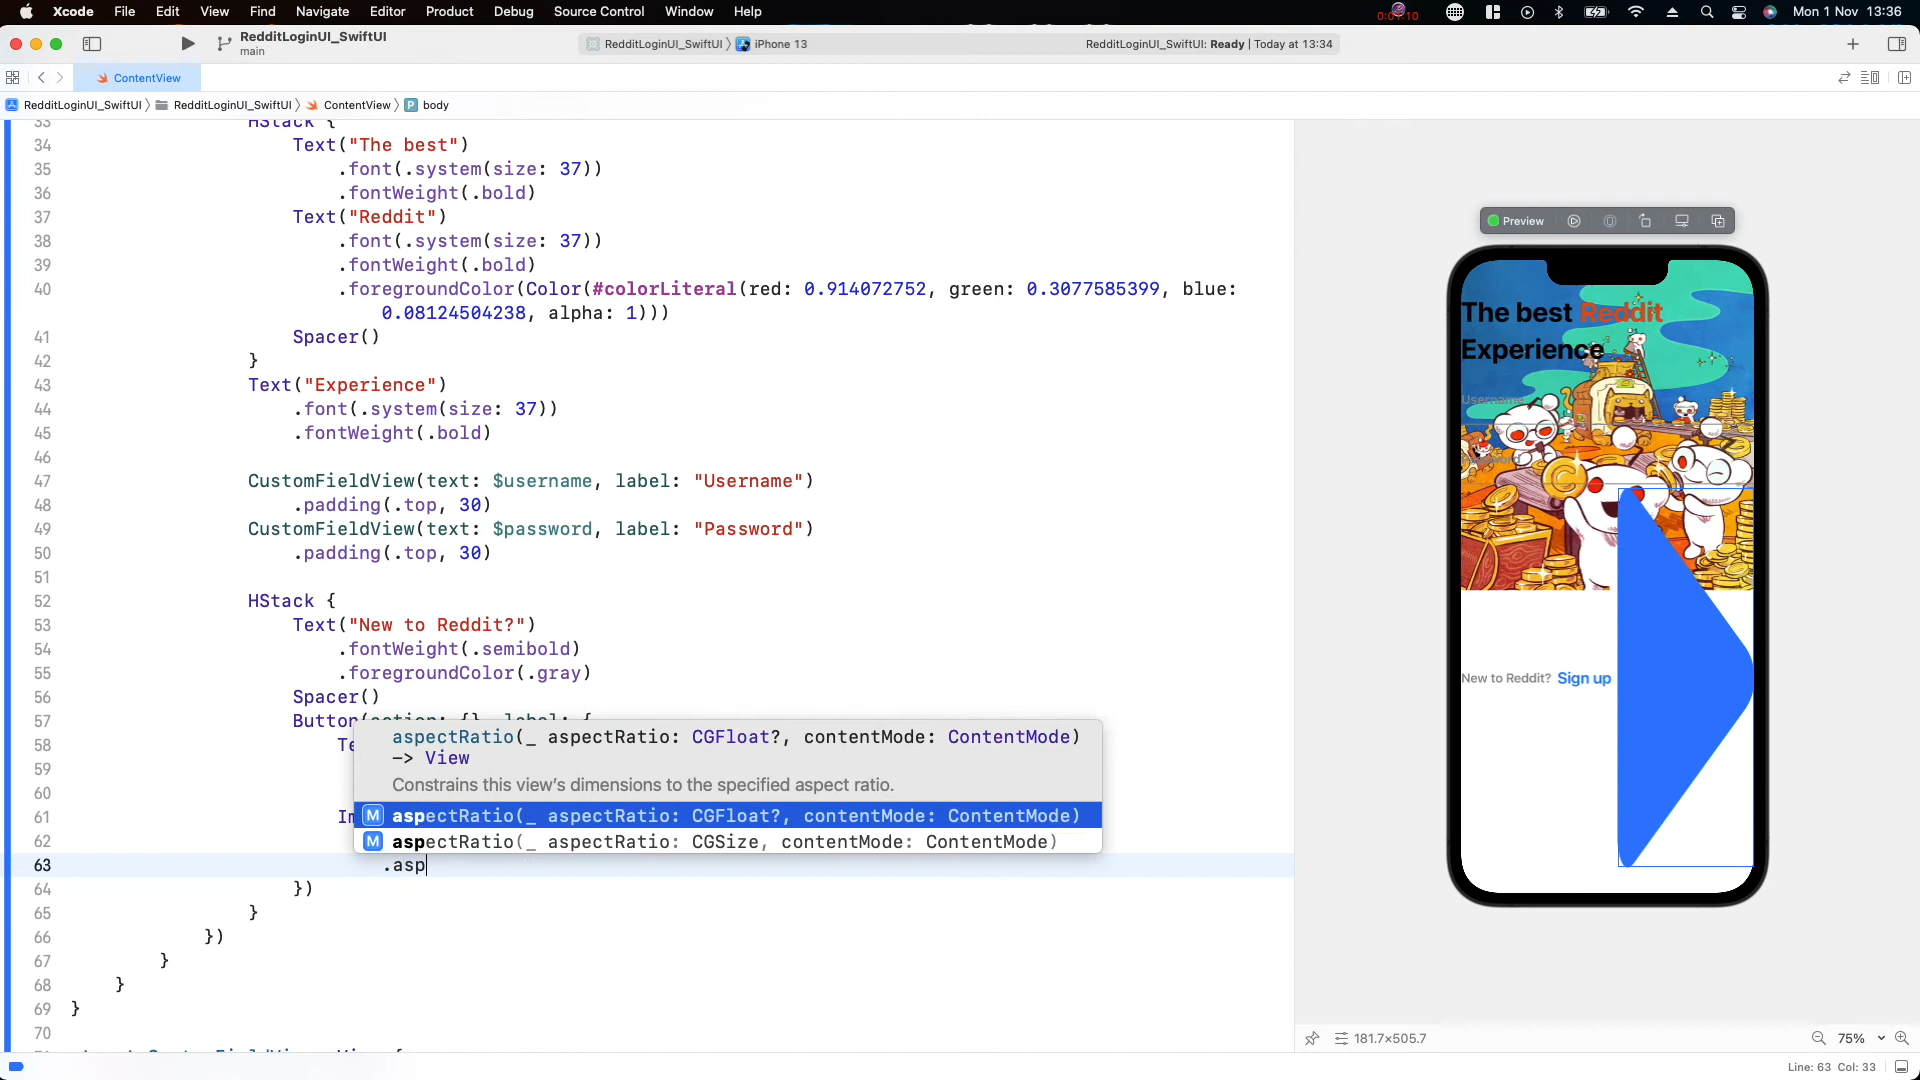 Xcode File Edit View Find Navigate Editor Product Debug Source Control Window Help
Mon 1 Nov 13:36
RedditLoginUI_SwiftUI
main
RedditLoginUI_SwiftUI iPhone 13
RedditLoginUI_SwiftUI: Ready | Today at 13:34
ContentView
RedditLoginUI_SwiftUI RedditLoginUI_SwiftUI ContentView P body
33 HStack {
34 Text("The best")
35 .font(.system(size: 37))
36 .fontWeight(.bold)
37 Text("Reddit")
38 .font(.system(size: 37))
39 .fontWeight(.bold)
40 .foregroundColor(Color(#colorLiteral(red: 0.914072752, green: 0.3077585399, blue:
0.08124504238, alpha: 1)))
41 Spacer()
42 }
43 Text("Experience")
44 .font(.system(size: 37))
45 .fontWeight(.bold)
46
47 CustomFieldView(text: $username, label: "Username")
48 .padding(.top, 30)
49 CustomFieldView(text: $password, label: "Password")
50 .padding(.top, 30)
51
52 HStack {
53 Text("New to Reddit?")
54 .fontWeight(.semibold)
55 .foregroundColor(.gray)
56 Spacer()
57 Button(action: {}, label: {
58 Te
59
60
61 Im
62
63 .asp
64 })
65 }
66 })
67 }
68 }
69 }
70
aspectRatio(_ aspectRatio: CGFloat?, contentMode: ContentMode)
-> View
Constrains this view's dimensions to the specified aspect ratio.
M aspectRatio(_ aspectRatio: CGFloat?, contentMode: ContentMode)
M aspectRatio(_ aspectRatio: CGSize, contentMode: ContentMode)
Preview
The best Reddit
Experience
Username
New to Reddit? Sign up
181.7×505.7
75%
Line: 63 Col: 33